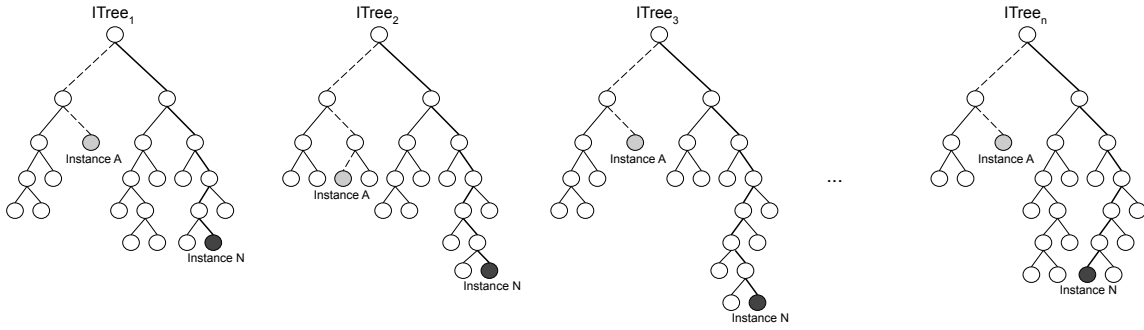 ITree₁
ITree₂
ITree₃
ITreeₙ
Instance A
Instance A
Instance A
Instance A
...
Instance N
Instance N
Instance N
Instance N